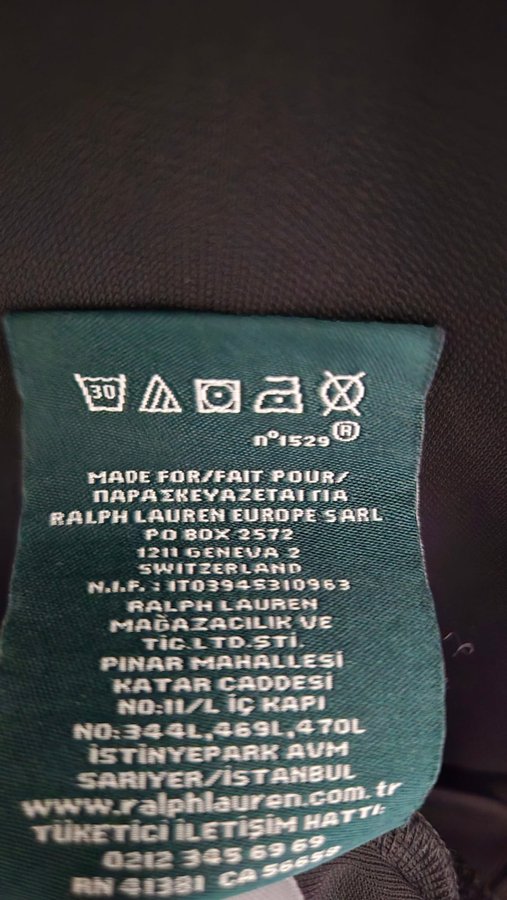 30
n°1529 ®
MADE FOR/FAIT POUR/
ΠΑΡΑΣΚΕΥΑΖΕΤΑΙ ΓΙΑ
RALPH LAUREN EUROPE SARL
PO BOX 2572
1211 GENEVA 2
SWITZERLAND
N.I.F. : IT03945310963
RALPH LAUREN
MAĞAZACILIK VE
TİC.LTD.ŞTİ.
PINAR MAHALLESİ
KATAR CADDESİ
NO:11/L İÇ KAPI
NO:344L,469L,470L
İSTİNYEPARK AVM
SARIYER/İSTANBUL
www.ralphlauren.com.tr
TÜKETİCİ İLETİŞİM HATTI:
0212 345 69 69
RN 41381 CA 56659